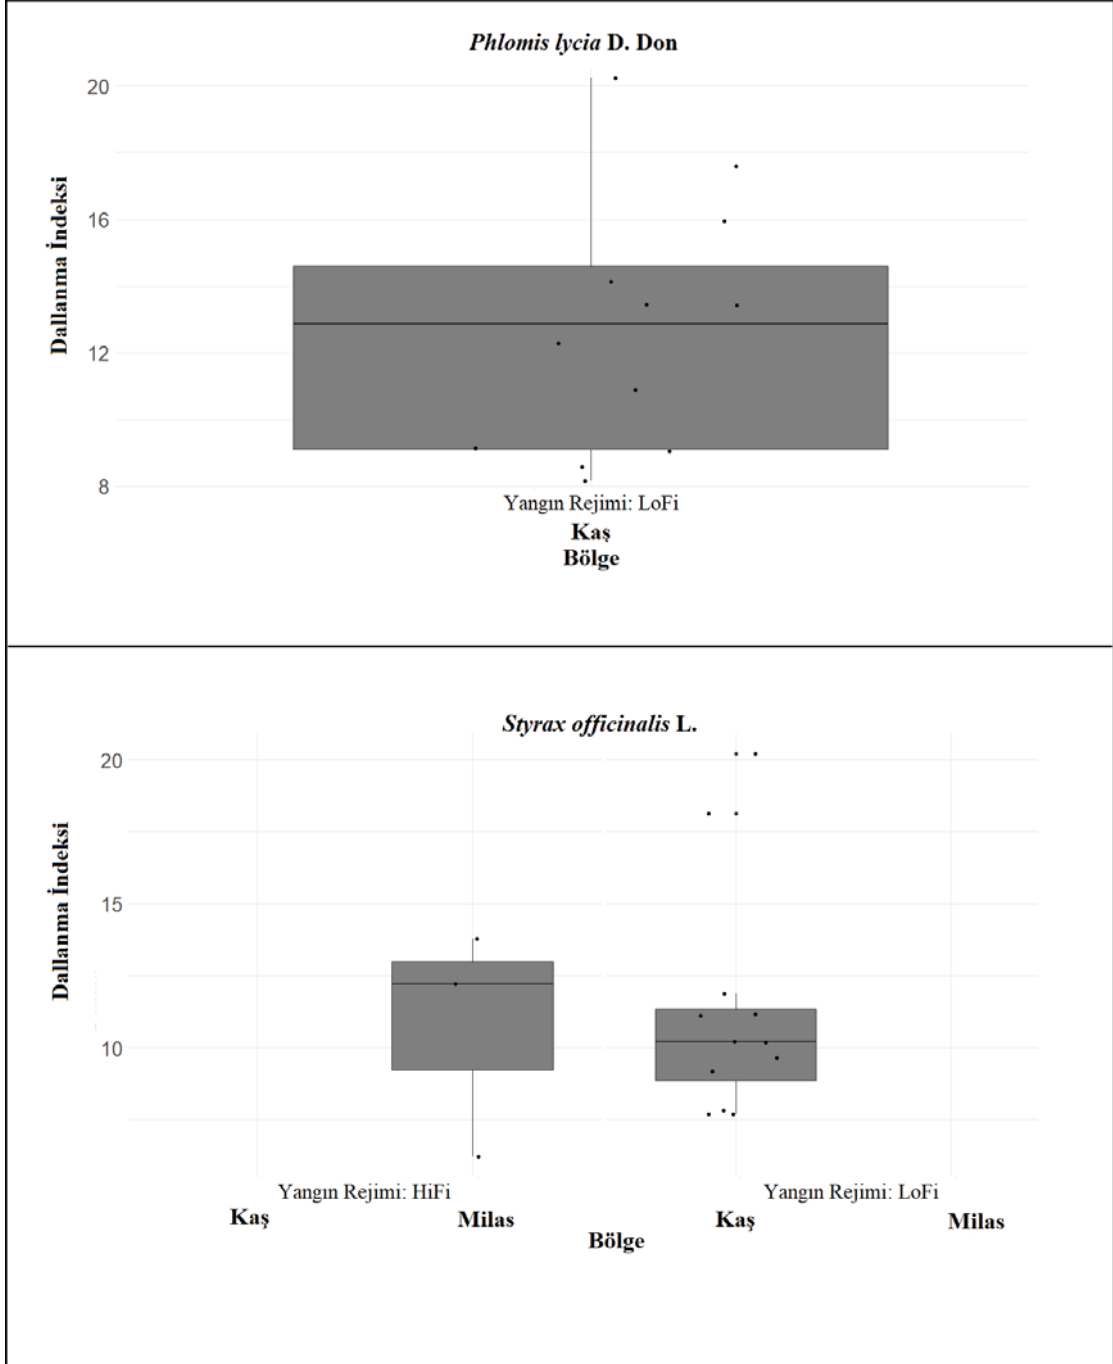 Phlomis lycia D. Don
20
16
12
8
Dallanma İndeksi
Yangın Rejimi: LoFi
Kaş
Bölge
Styrax officinalis L.
20
15
10
Dallanma İndeksi
Yangın Rejimi: HiFi Yangın Rejimi: LoFi
Kaş Milas Kaş Milas
Bölge